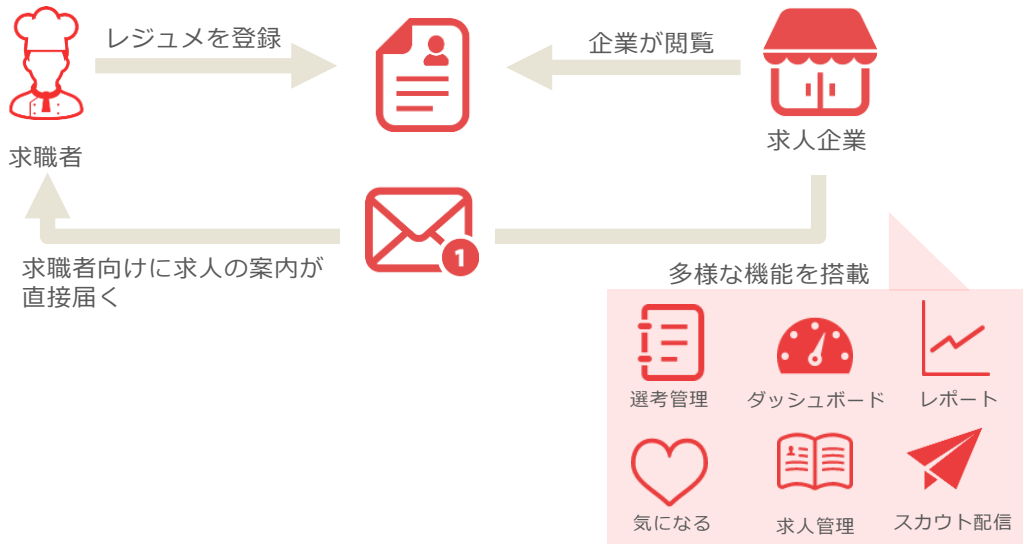 レジュメを登録
企業が閲覧
求職者
求人企業
1
求職者向けに求人の案内が
直接届く
多様な機能を搭載
選考管理
ダッシュボード
レポート
気になる
求人管理
スカウト配信